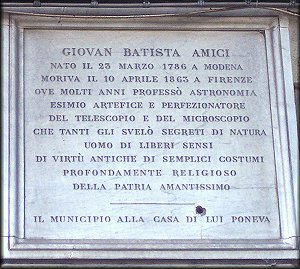 GIOVAN BATISTA AMICI
NATO IL 23 MARZO 1786 A MODENA
MORIVA IL 10 APRILE 1863 A FIRENZE
OVE MOLTI ANNI PROFESSÒ ASTRONOMIA
ESIMIO ARTEFICE E PERFEZIONATORE
DEL TELESCOPIO E DEL MICROSCOPIO
CHE TANTI GLI SVELÒ SEGRETI DI NATURA
UOMO DI LIBERI SENSI
DI VIRTÙ ANTICHE DI SEMPLICI COSTUMI
PROFONDAMENTE RELIGIOSO
DELLA PATRIA AMANTISSIMO
IL MUNICIPIO ALLA CASA DI LUI PONEVA